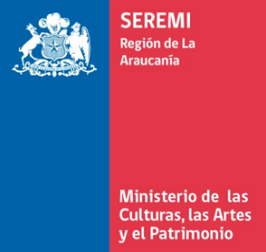 SEREMI
Región de La
Araucanía
Ministerio de las
Culturas, las Artes
y el Patrimonio